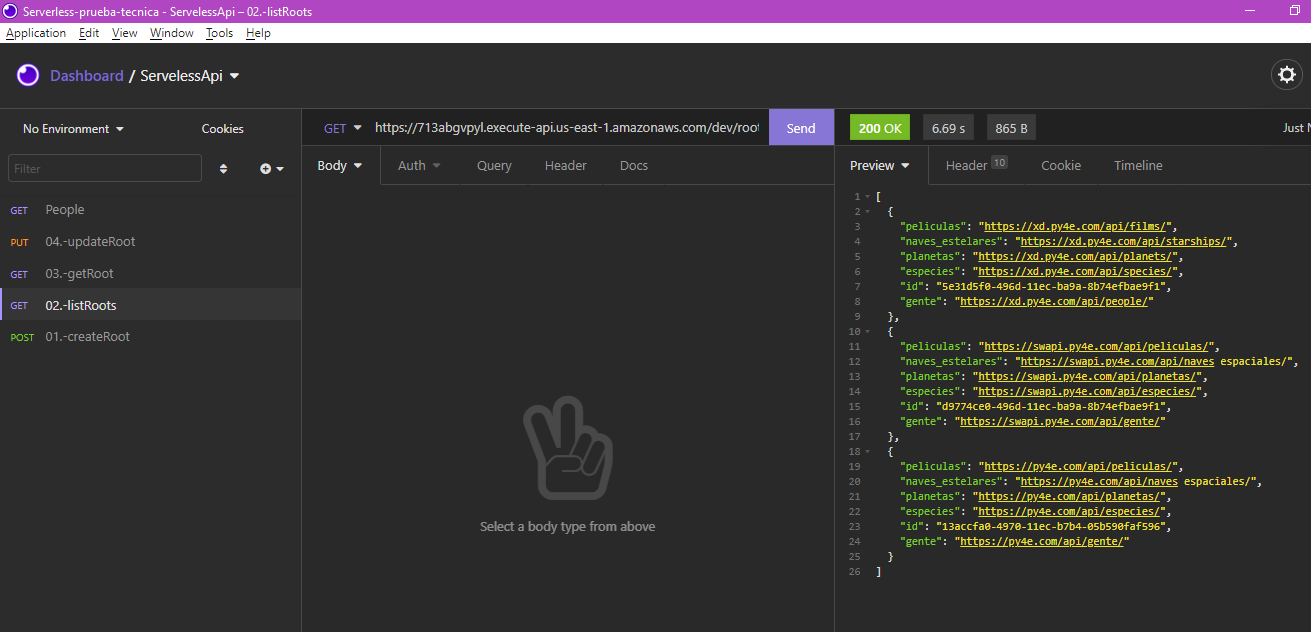 Serverless-prueba-tecnica - ServelessApi – 02.-listRoots
Application Edit View Window Tools Help
Dashboard / ServelessApi
No Environment Cookies
Filter
GET People
PUT 04.-updateRoot
GET 03.-getRoot
GET 02.-listRoots
POST 01.-createRoot
GET https://713abgvpyl.execute-api.us-east-1.amazonaws.com/dev/root Send
Body Auth Query Header Docs
Select a body type from above
200 OK 6.69 s 865 B Just
Preview Header 10 Cookie Timeline
1 [
2 {
3 "peliculas": "https://xd.py4e.com/api/films/",
4 "naves_estelares": "https://xd.py4e.com/api/starships/",
5 "planetas": "https://xd.py4e.com/api/planets/",
6 "especies": "https://xd.py4e.com/api/species/",
7 "id": "5e31d5f0-496d-11ec-ba9a-8b74efbae9f1",
8 "gente": "https://xd.py4e.com/api/people/"
9 },
10 {
11 "peliculas": "https://swapi.py4e.com/api/peliculas/",
12 "naves_estelares": "https://swapi.py4e.com/api/naves espaciales/",
13 "planetas": "https://swapi.py4e.com/api/planetas/",
14 "especies": "https://swapi.py4e.com/api/especies/",
15 "id": "d9774ce0-496d-11ec-ba9a-8b74efbae9f1",
16 "gente": "https://swapi.py4e.com/api/gente/"
17 },
18 {
19 "peliculas": "https://py4e.com/api/peliculas/",
20 "naves_estelares": "https://py4e.com/api/naves espaciales/",
21 "planetas": "https://py4e.com/api/planetas/",
22 "especies": "https://py4e.com/api/especies/",
23 "id": "13accfa0-4970-11ec-b7b4-05b590faf596",
24 "gente": "https://py4e.com/api/gente/"
25 }
26 ]